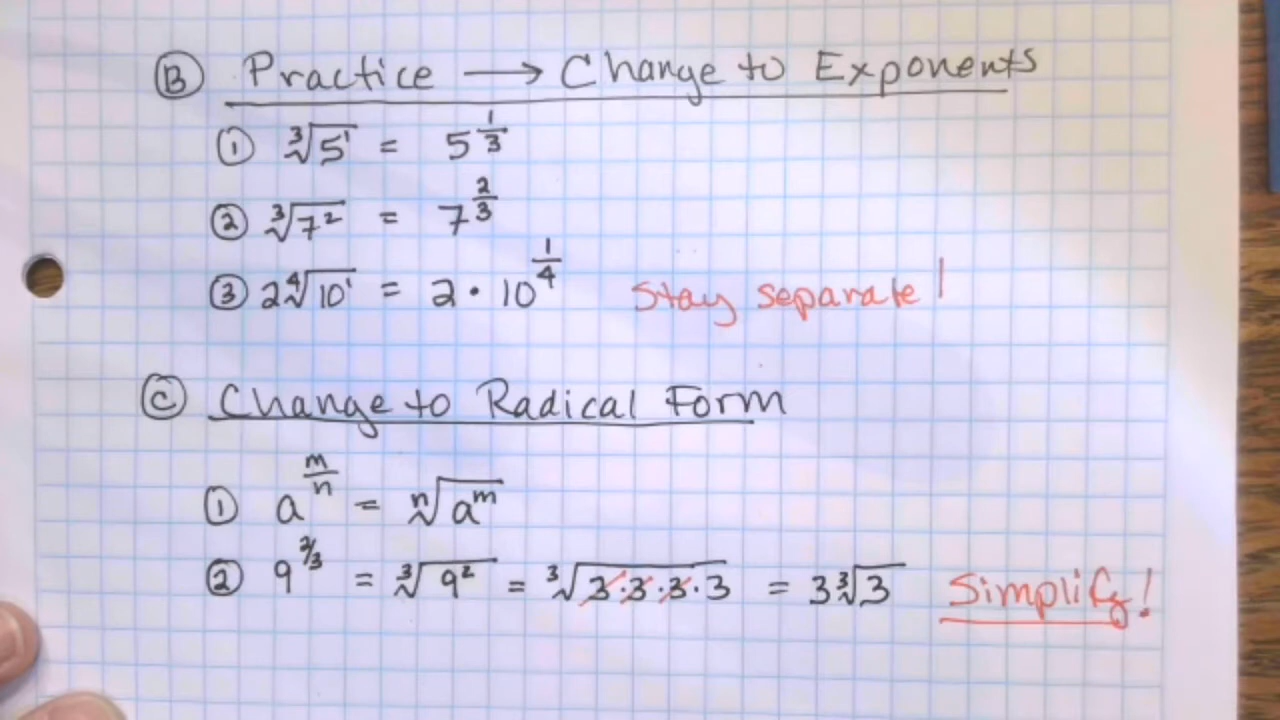 Ⓑ Practice → Change to Exponents
① ∛5¹ = 5^(1/3)
② ∛7² = 7^(2/3)
③ 2∜10¹ = 2 · 10^(1/4) Stay separate!
Ⓒ Change to Radical Form
① a^(m/n) = ⁿ√a^m
② 9^(2/3) = ∛9² = ∛3·3·3·3 = 3∛3 Simplify!